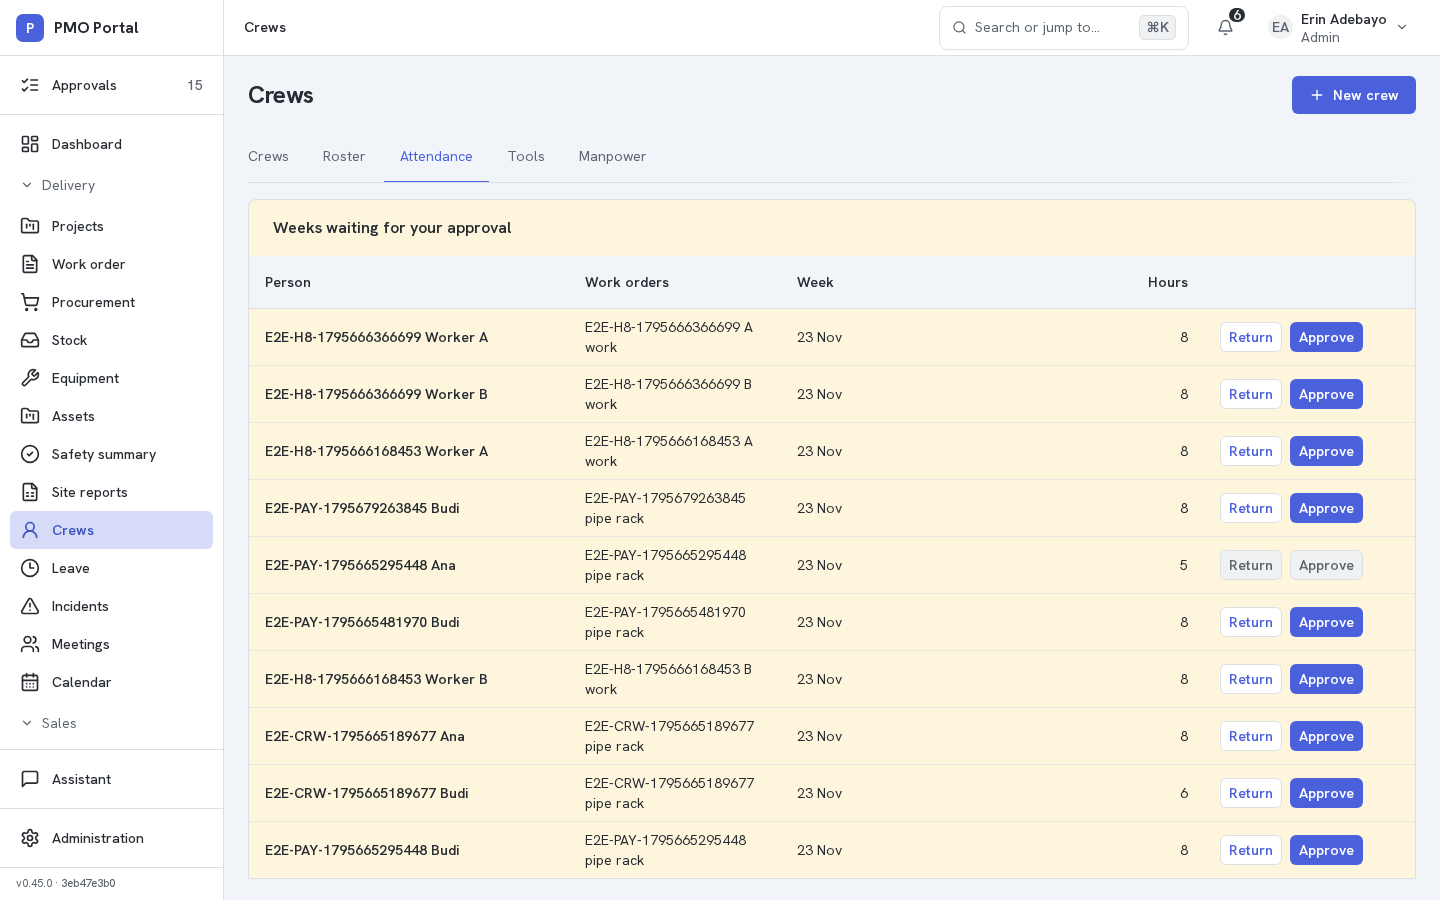 P PMO Portal
Crews
Search or jump to...
⌘K
6
EA
Erin Adebayo
Admin
Approvals 15
Dashboard
Delivery
Projects
Work order
Procurement
Stock
Equipment
Assets
Safety summary
Site reports
Crews
Leave
Incidents
Meetings
Calendar
Sales
Assistant
Administration
v0.45.0 · 3eb47e3b0
Crews
New crew
Crews Roster Attendance Tools Manpower
Weeks waiting for your approval
Person Work orders Week Hours
E2E-H8-1795666366699 Worker A E2E-H8-1795666366699 A work 23 Nov 8 Return Approve
E2E-H8-1795666366699 Worker B E2E-H8-1795666366699 B work 23 Nov 8 Return Approve
E2E-H8-1795666168453 Worker A E2E-H8-1795666168453 A work 23 Nov 8 Return Approve
E2E-PAY-1795679263845 Budi E2E-PAY-1795679263845 pipe rack 23 Nov 8 Return Approve
E2E-PAY-1795665295448 Ana E2E-PAY-1795665295448 pipe rack 23 Nov 5 Return Approve
E2E-PAY-1795665481970 Budi E2E-PAY-1795665481970 pipe rack 23 Nov 8 Return Approve
E2E-H8-1795666168453 Worker B E2E-H8-1795666168453 B work 23 Nov 8 Return Approve
E2E-CRW-1795665189677 Ana E2E-CRW-1795665189677 pipe rack 23 Nov 8 Return Approve
E2E-CRW-1795665189677 Budi E2E-CRW-1795665189677 pipe rack 23 Nov 6 Return Approve
E2E-PAY-1795665295448 Budi E2E-PAY-1795665295448 pipe rack 23 Nov 8 Return Approve